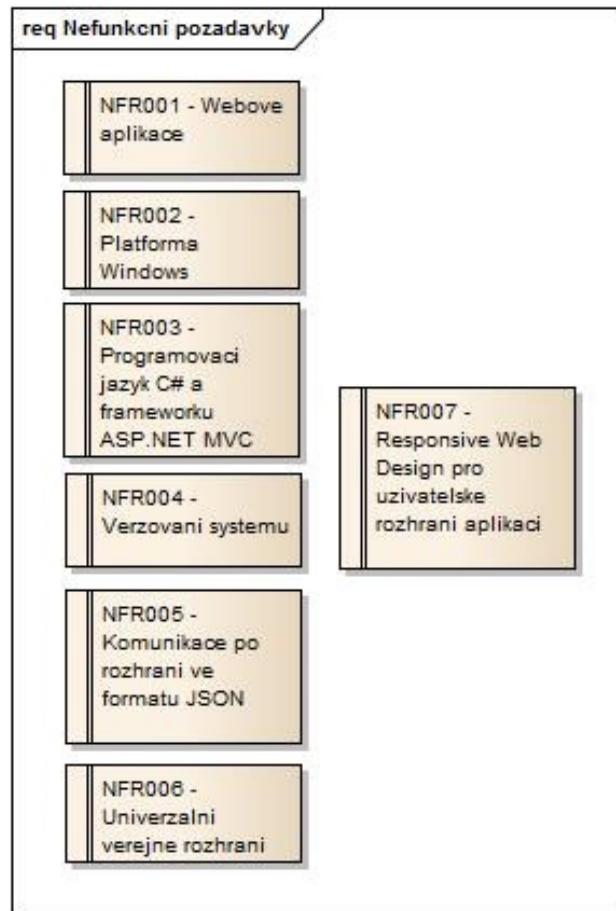 req Nefunkcni pozadavky
NFR001 - Webove
aplikace
NFR002 -
Platforma
Windows
NFR003 -
Programovaci
jazyk C# a
frameworku
ASP.NET MVC
NFR004 -
Verzovani systemu
NFR005 -
Komunikace po
rozhrani ve
formatu JSON
NFR006 -
Univerzalni
verejne rozhrani
NFR007 -
Responsive Web
Design pro
uzivatelske
rozhrani aplikaci